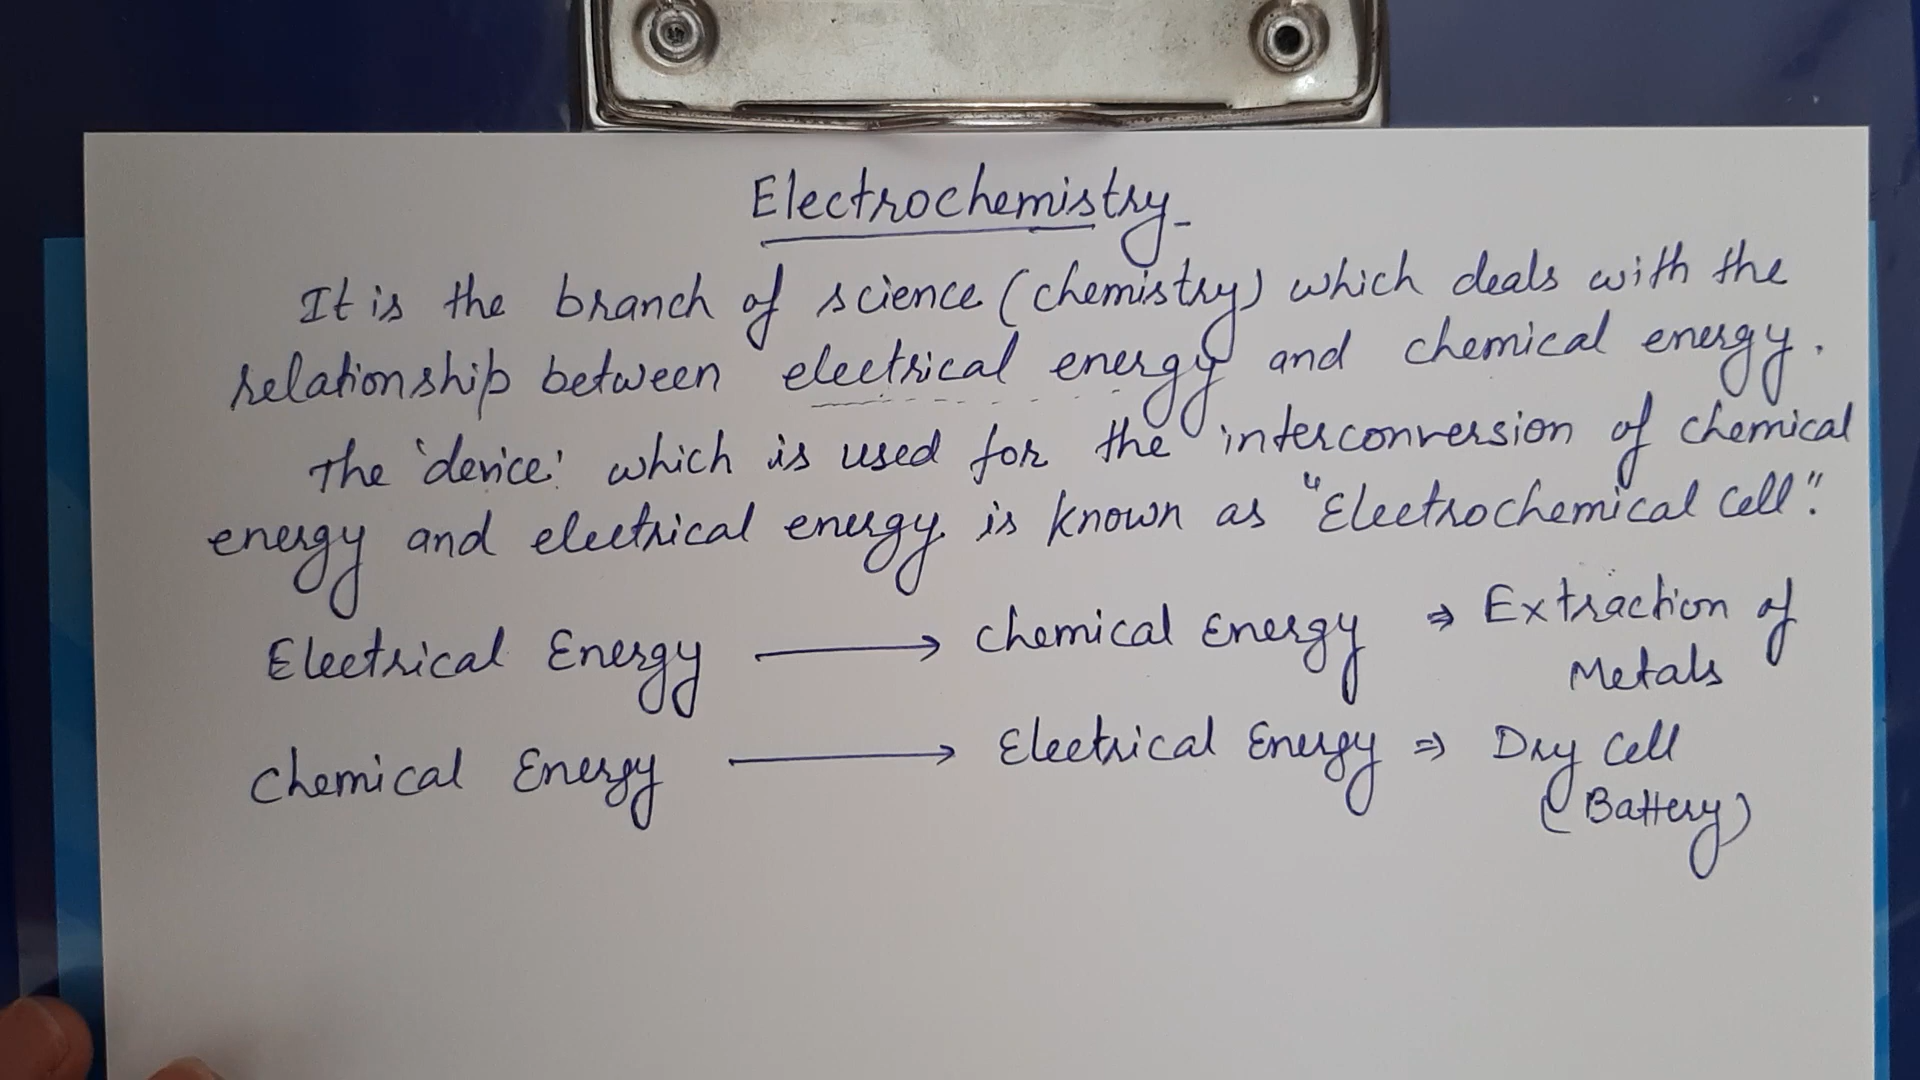 Electrochemistry
It is the branch of science (chemistry) which deals with the
relationship between electrical energy and chemical energy.
The 'device' which is used for the interconversion of chemical
energy and electrical energy is known as "Electrochemical Cell".
Electrical Energy → Chemical Energy ⇒ Extraction of
Metals
Chemical Energy → Electrical Energy ⇒ Dry Cell
(Battery)